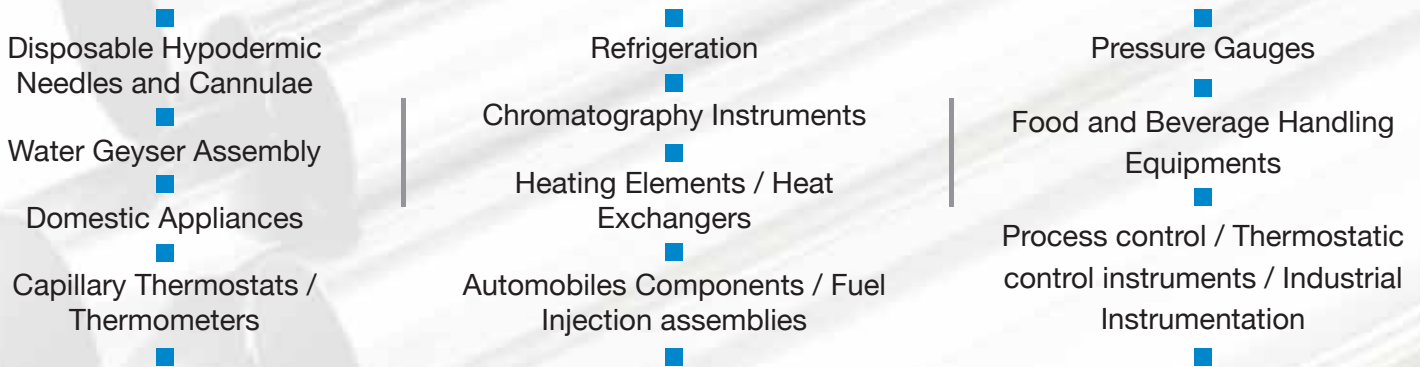 Disposable Hypodermic
Needles and Cannulae
Water Geyser Assembly
Domestic Appliances
Capillary Thermostats /
Thermometers
Refrigeration
Chromatography Instruments
Heating Elements / Heat
Exchangers
Automobiles Components / Fuel
Injection assemblies
Pressure Gauges
Food and Beverage Handling
Equipments
Process control / Thermostatic
control instruments / Industrial
Instrumentation